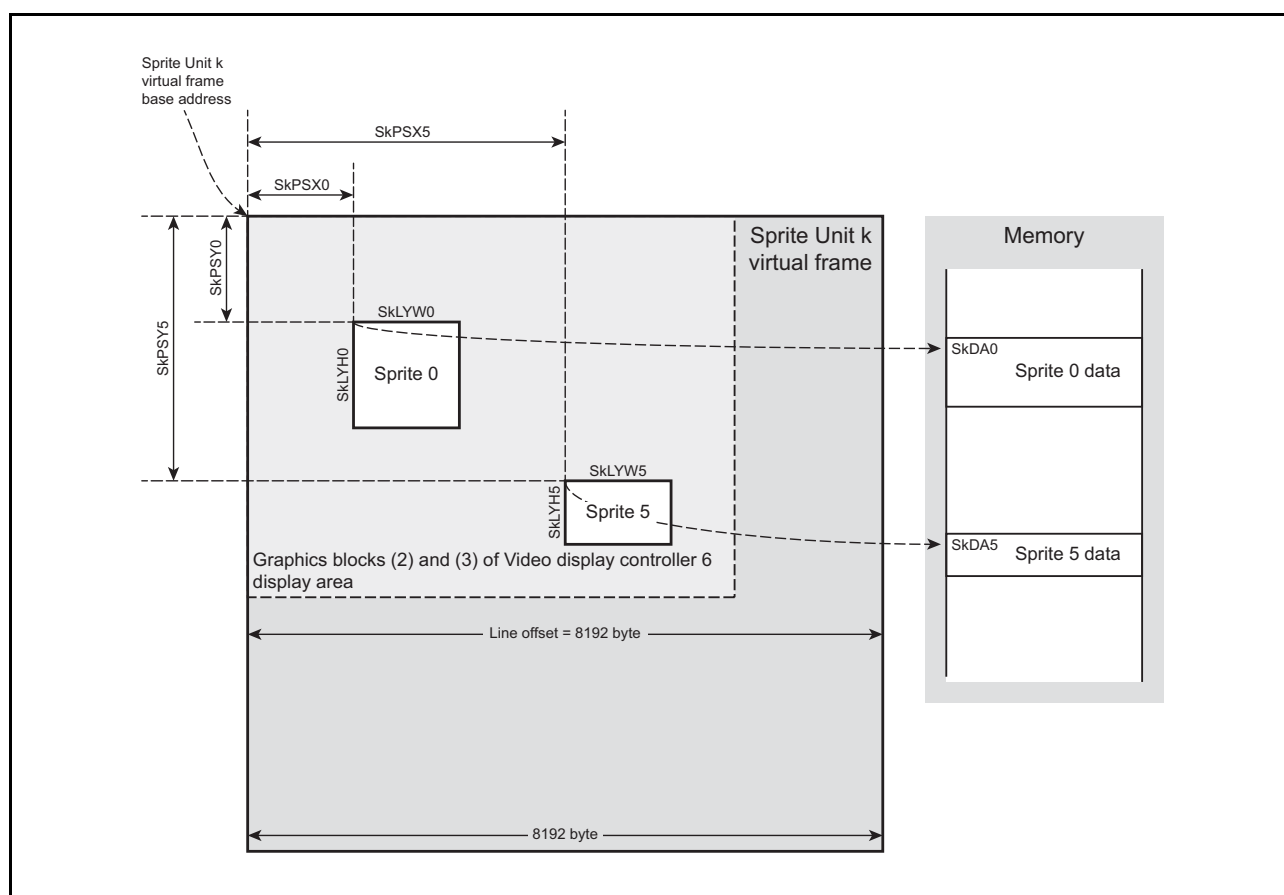 Sprite Unit k
virtual frame
base address
SkPSX5
SkPSX0
SkPSY0
SkPSY5
Sprite Unit k
virtual frame
Memory
SkLYW0
SkLYH0
Sprite 0
SkDA0
Sprite 0 data
SkLYW5
SkLYH5
Sprite 5
SkDA5
Sprite 5 data
Graphics blocks (2) and (3) of Video display controller 6
display area
Line offset = 8192 byte
8192 byte